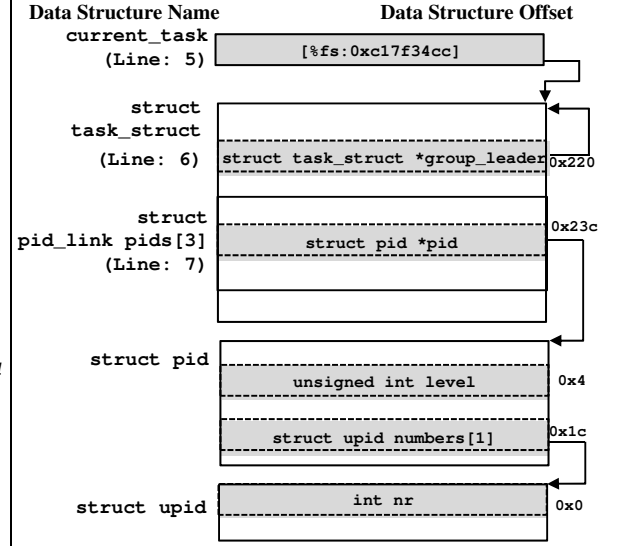 Data Structure Name Data Structure Offset
current_task
(Line: 5)
[%fs:0xc17f34cc]
struct
task_struct
(Line: 6)
struct task_struct *group_leader
0x220
struct
pid_link pids[3]
(Line: 7)
struct pid *pid
0x23c
struct pid
unsigned int level
0x4
struct upid numbers[1]
0x1c
struct upid
int nr
0x0